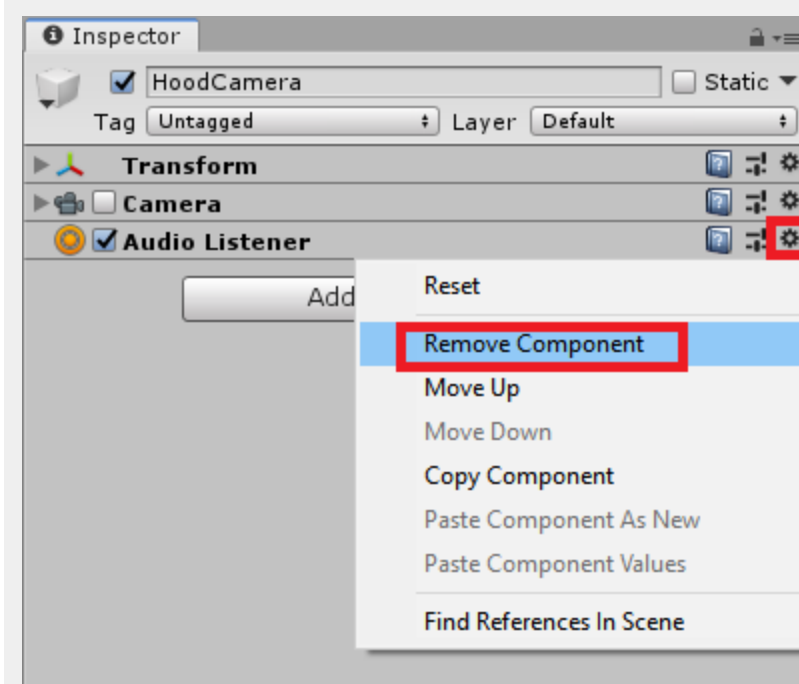 Inspector
HoodCamera
Static
Tag Untagged Layer Default
Transform
Camera
Audio Listener
Add
Reset
Remove Component
Move Up
Move Down
Copy Component
Paste Component As New
Paste Component Values
Find References In Scene